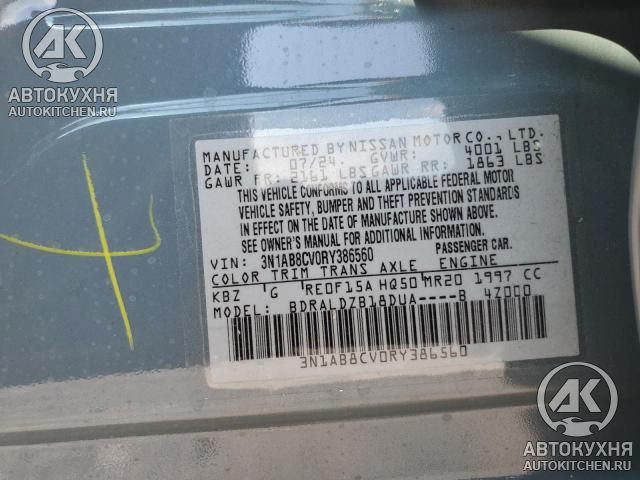 AK
АВТОКУХНЯ
AUTOKITCHEN.RU
MANUFACTURED BY NISSAN MOTOR CO., LTD.
DATE: 07/24. GVWR: 4001 LBS
GAWR FR: 2161 LBS GAWR RR: 1863 LBS
THIS VEHICLE CONFORMS TO ALL APPLICABLE FEDERAL MOTOR
VEHICLE SAFETY, BUMPER AND THEFT PREVENTION STANDARDS
IN EFFECT ON THE DATE OF MANUFACTURE SHOWN ABOVE.
SEE OWNER'S MANUAL FOR ADDITIONAL INFORMATION.
VIN: 3N1AB8CV0RY386560 PASSENGER CAR
COLOR TRIM TRANS AXLE ENGINE
KBZ G RE0F15A HQ50 MR20 1997 CC
MODEL: BDRALDZB18DUA----B 4Z000
3N1AB8CV0RY386560
AK
АВТОКУХНЯ
AUTOKITCHEN.RU